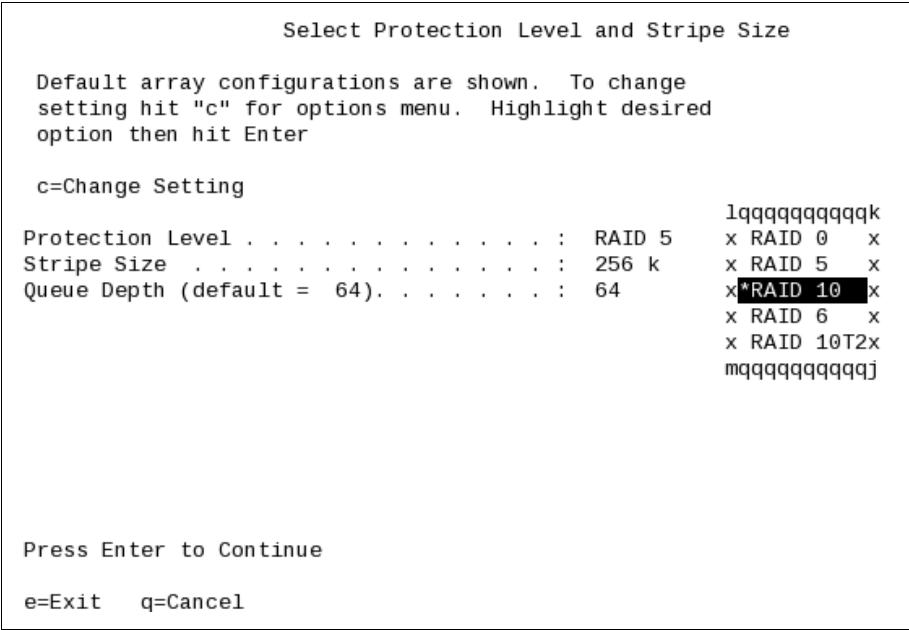 Select Protection Level and Stripe Size
Default array configurations are shown.  To change
setting hit "c" for options menu.  Highlight desired
option then hit Enter
c=Change Setting
lqqqqqqqqqqk
Protection Level . . . . . . . . . . . . :  RAID 5    x RAID 0   x
Stripe Size  . . . . . . . . . . . . . . :  256 k     x RAID 5   x
Queue Depth (default =  64). . . . . . . :  64        x*RAID 10  x
x RAID 6   x
x RAID 10T2x
mqqqqqqqqqqj
Press Enter to Continue
e=Exit   q=Cancel